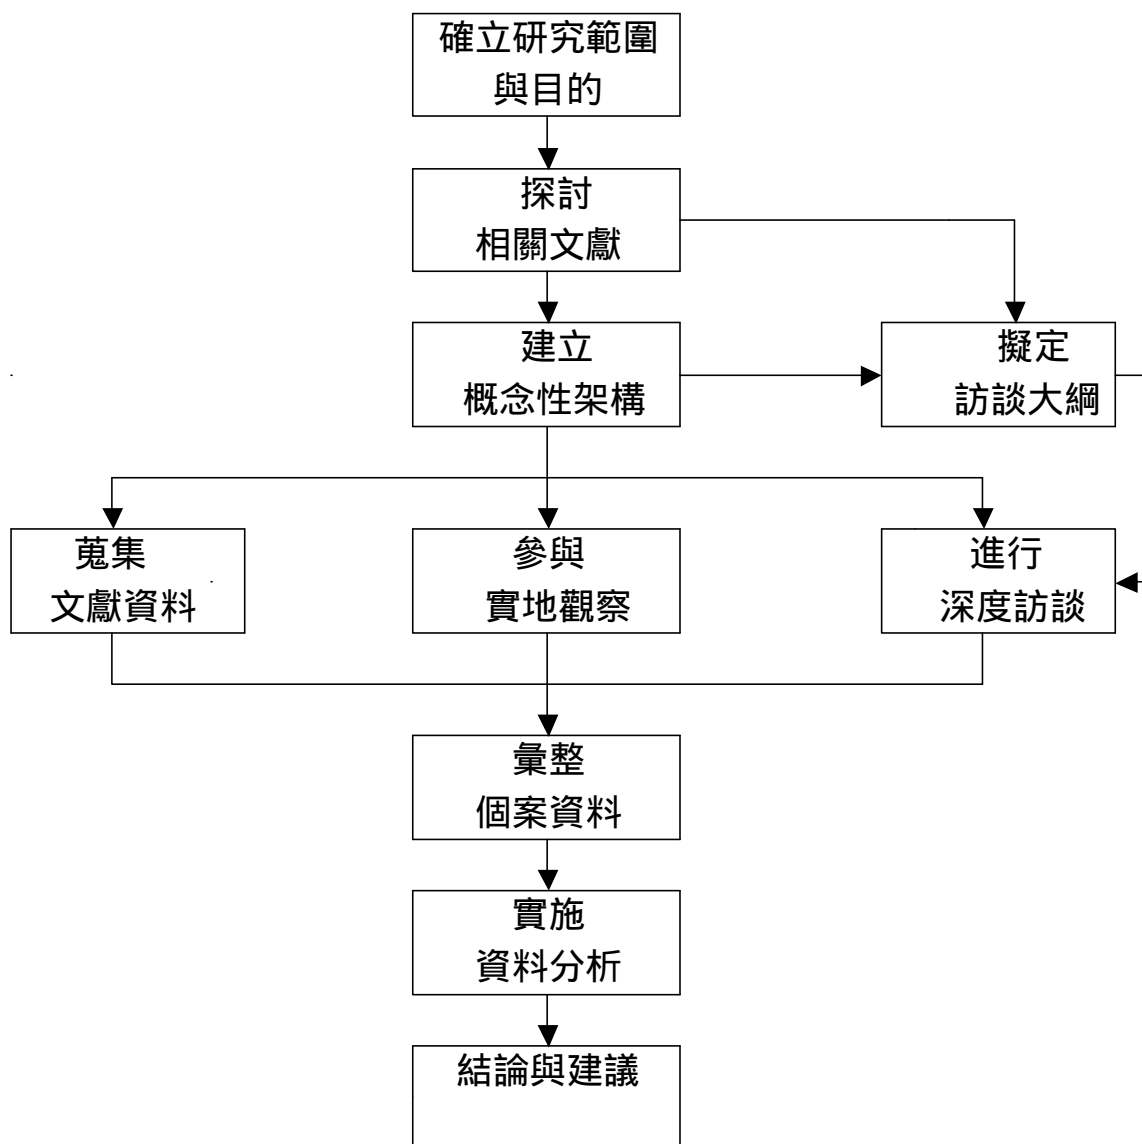 確立研究範圍
與目的
探討
相關文獻
建立
概念性架構
擬定
訪談大綱
蒐集
文獻資料
參與
實地觀察
進行
深度訪談
彙整
個案資料
實施
資料分析
結論與建議